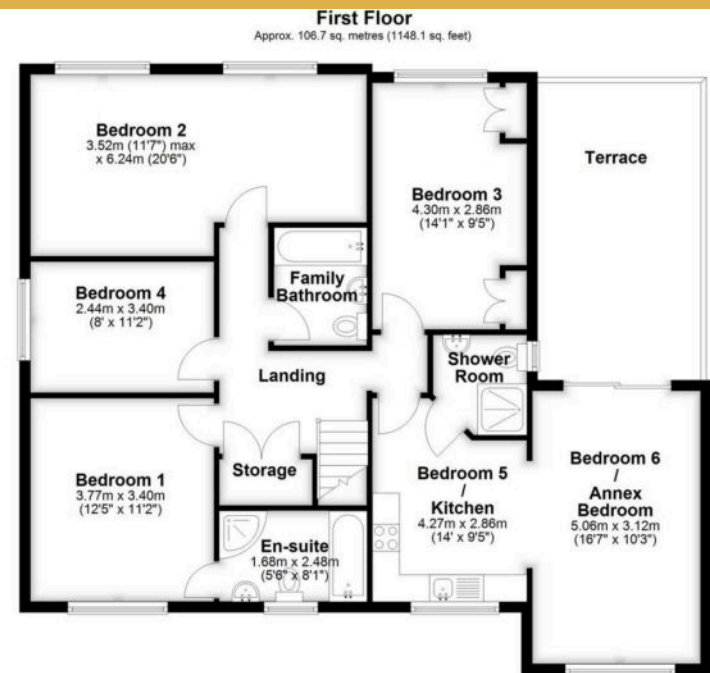 First Floor
Approx. 106.7 sq. metres (1148.1 sq. feet)
Bedroom 2
3.52m (11'7") max
x 6.24m (20'6")
Bedroom 3
4.30m x 2.86m
(14'1" x 9'5")
Terrace
Family
Bathroom
Bedroom 4
2.44m x 3.40m
(8' x 11'2")
Landing
Shower
Room
Bedroom 1
3.77m x 3.40m
(12'5" x 11'2")
Storage
Bedroom 5
/
Kitchen
4.27m x 2.86m
(14' x 9'5")
Bedroom 6
/
Annex
Bedroom
5.06m x 3.12m
(16'7" x 10'3")
En-suite
1.68m x 2.48m
(5'6" x 8'1")